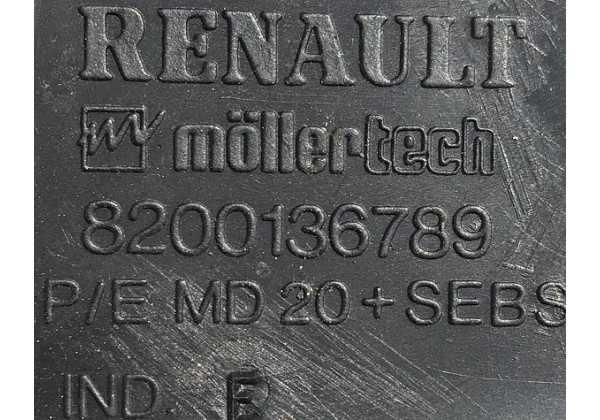 RENAULT
möllertech
8200136789
P/E MD 20 + SEBS
IND.